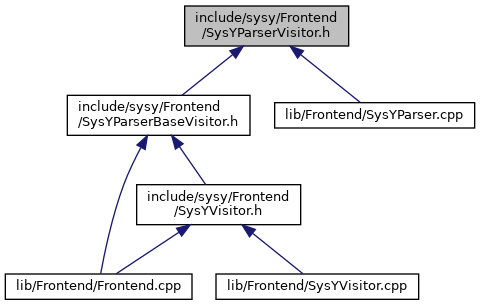 include/sysy/Frontend
/SysYParserVisitor.h
include/sysy/Frontend
/SysYParserBaseVisitor.h
lib/Frontend/SysYParser.cpp
include/sysy/Frontend
/SysYVisitor.h
lib/Frontend/Frontend.cpp
lib/Frontend/SysYVisitor.cpp